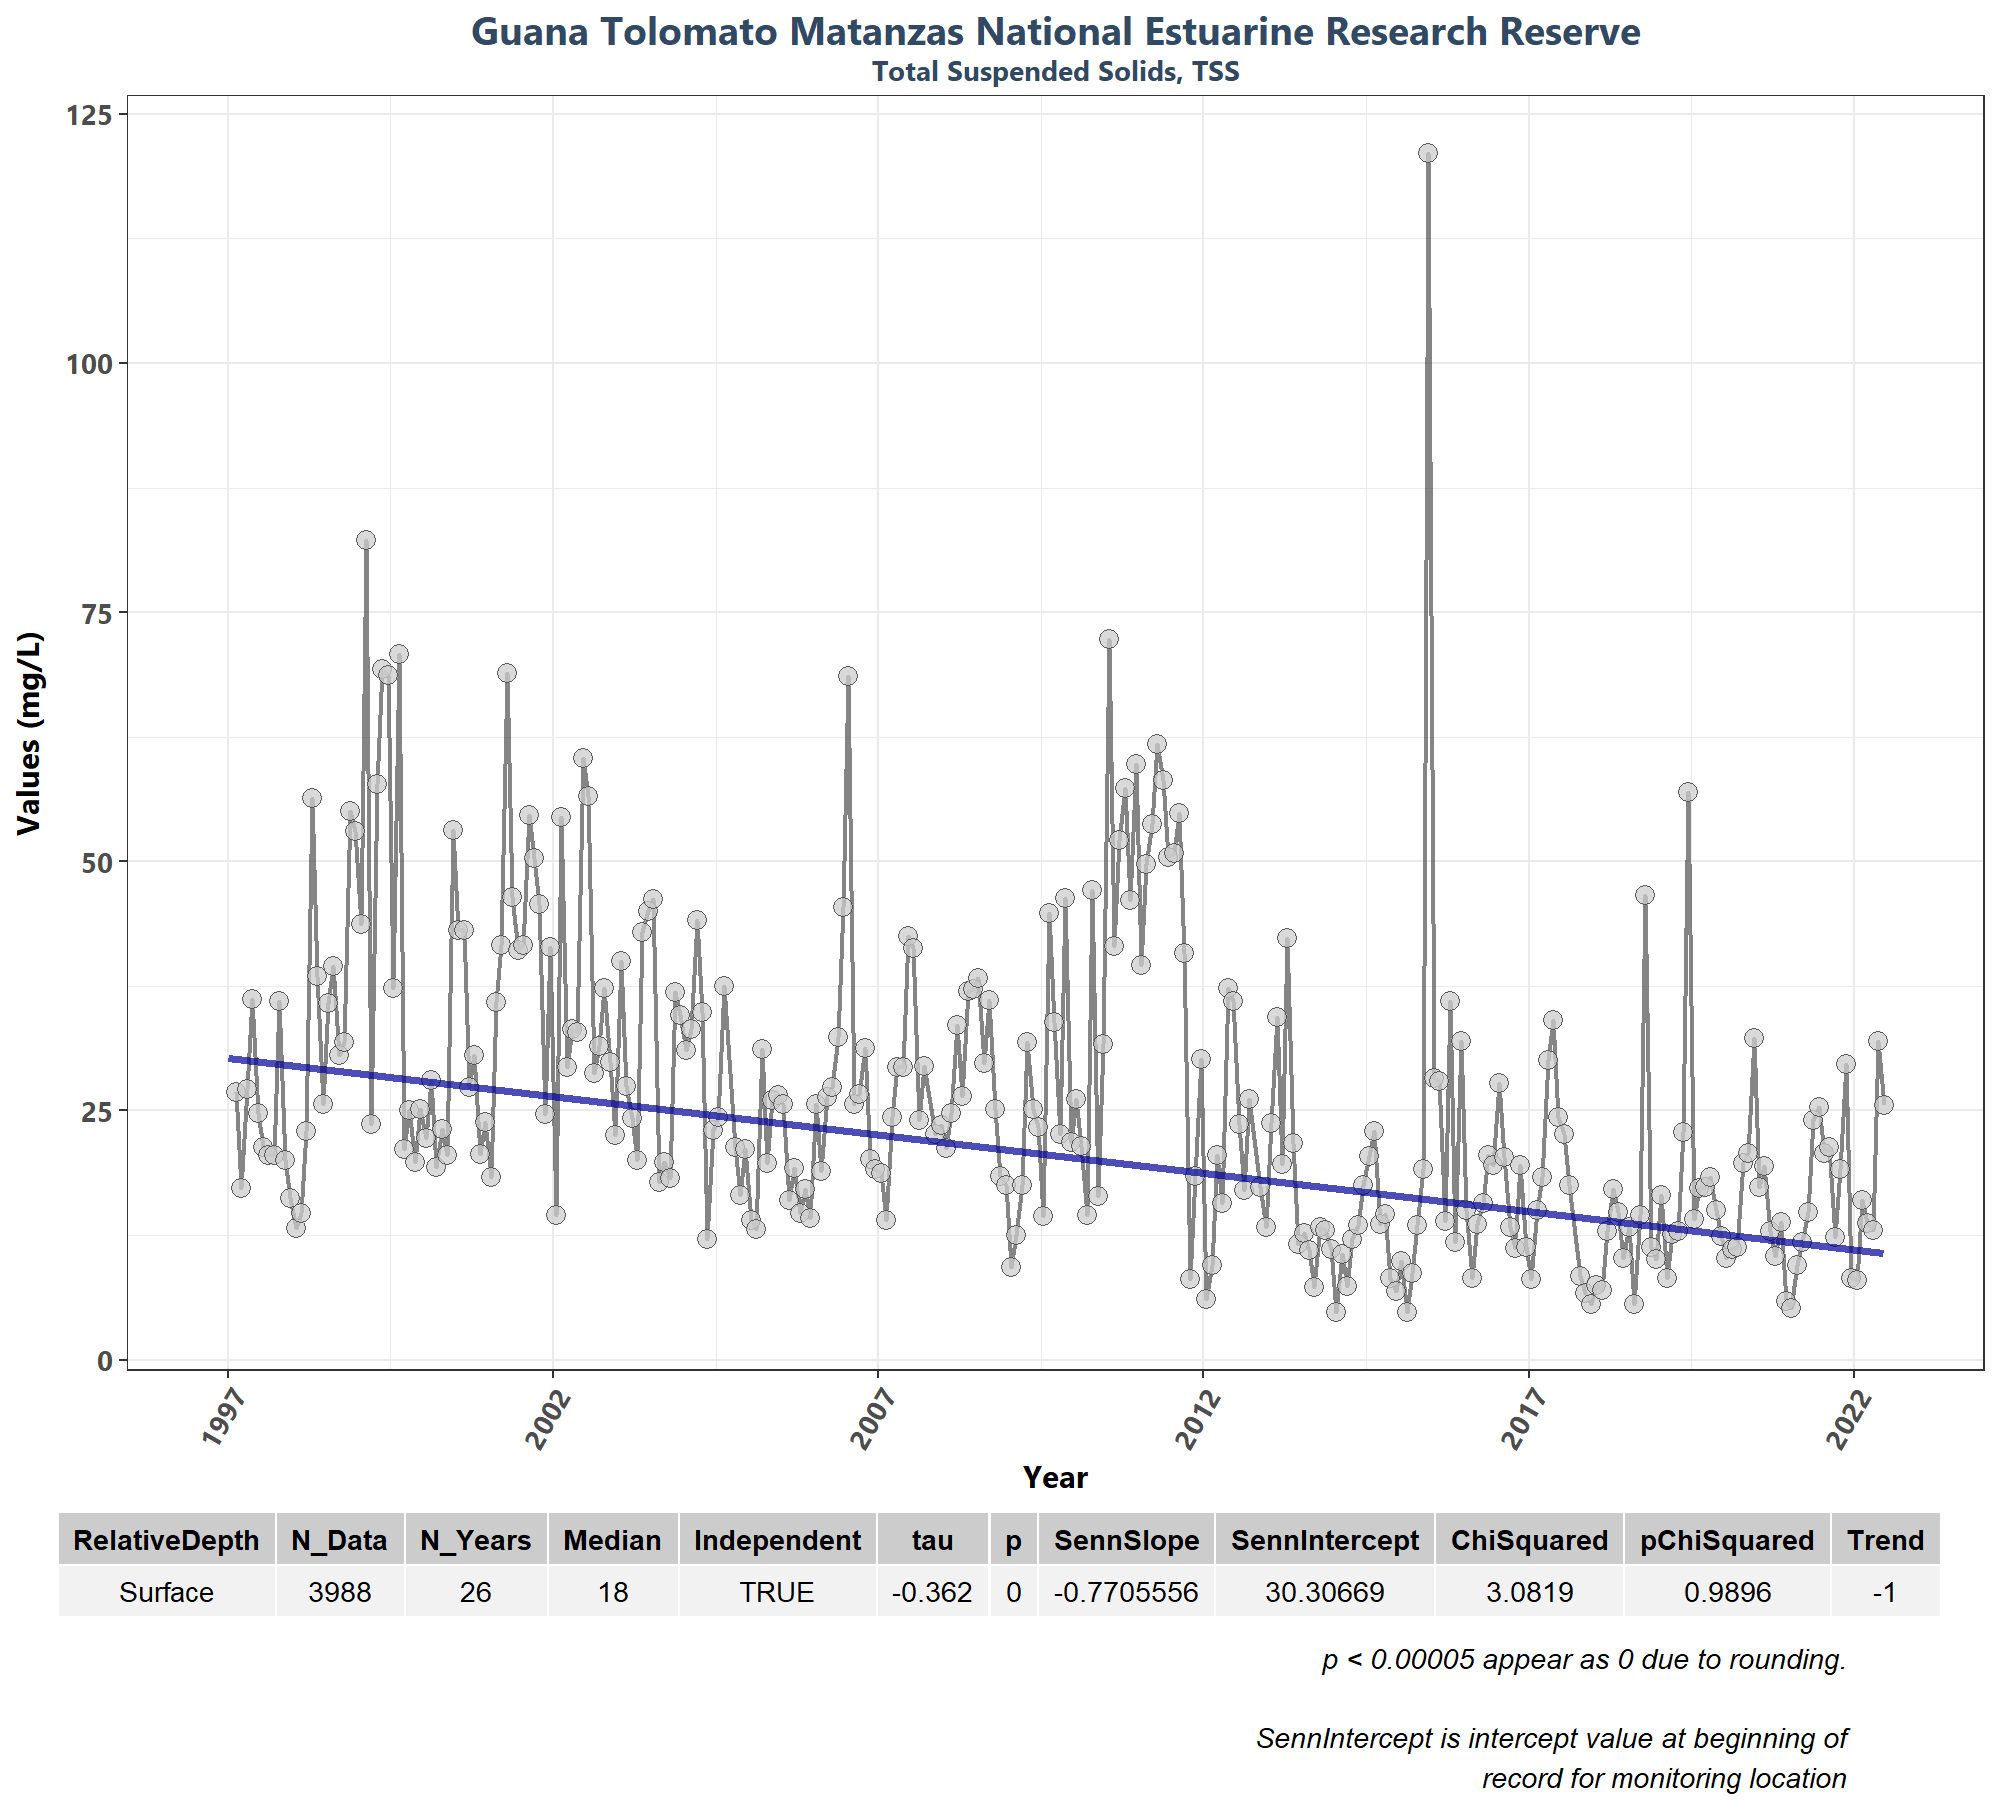 Guana Tolomato Matanzas National Estuarine Research Reserve
Total Suspended Solids, TSS
125
100
75
50
25
0
Values (mg/L)
1997
2002
2007
2012
2017
2022
Year
RelativeDepth N_Data N_Years Median Independent tau p SennSlope SennIntercept ChiSquared pChiSquared Trend
Surface 3988 26 18 TRUE -0.362 0 -0.7705556 30.30669 3.0819 0.9896 -1
p < 0.00005 appear as 0 due to rounding.
SennIntercept is intercept value at beginning of
record for monitoring location